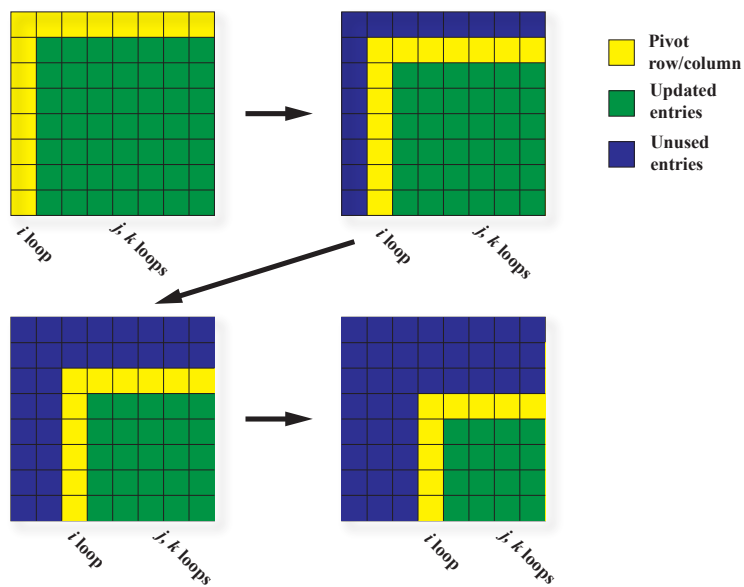 Pivot
row/column
Updated
entries
Unused
entries
i loop
j, k loops
i loop
j, k loops
i loop
j, k loops
i loop
j, k loops